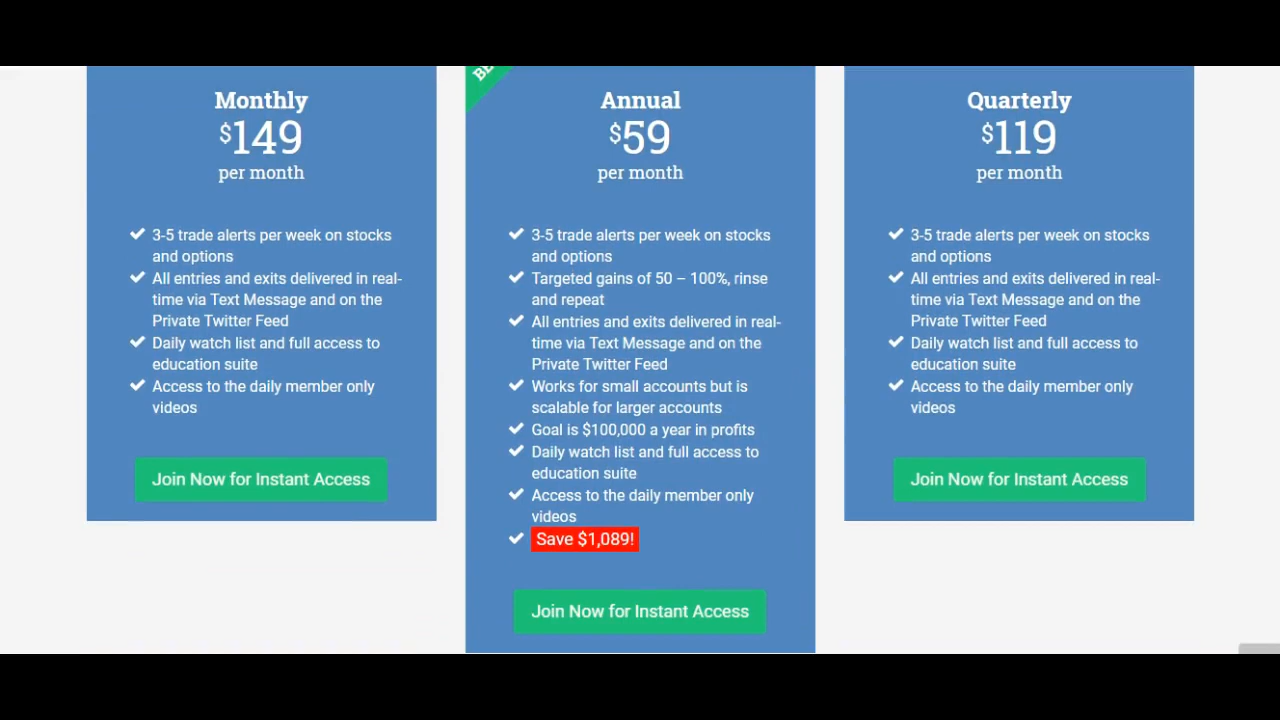 Monthly
$149
per month
3-5 trade alerts per week on stocks
and options
All entries and exits delivered in real-
time via Text Message and on the
Private Twitter Feed
Daily watch list and full access to
education suite
Access to the daily member only
videos
Join Now for Instant Access
Annual
$59
per month
3-5 trade alerts per week on stocks
and options
Targeted gains of 50 – 100%, rinse
and repeat
All entries and exits delivered in real-
time via Text Message and on the
Private Twitter Feed
Works for small accounts but is
scalable for larger accounts
Goal is $100,000 a year in profits
Daily watch list and full access to
education suite
Access to the daily member only
videos
Save $1,089!
Join Now for Instant Access
Quarterly
$119
per month
3-5 trade alerts per week on stocks
and options
All entries and exits delivered in real-
time via Text Message and on the
Private Twitter Feed
Daily watch list and full access to
education suite
Access to the daily member only
videos
Join Now for Instant Access